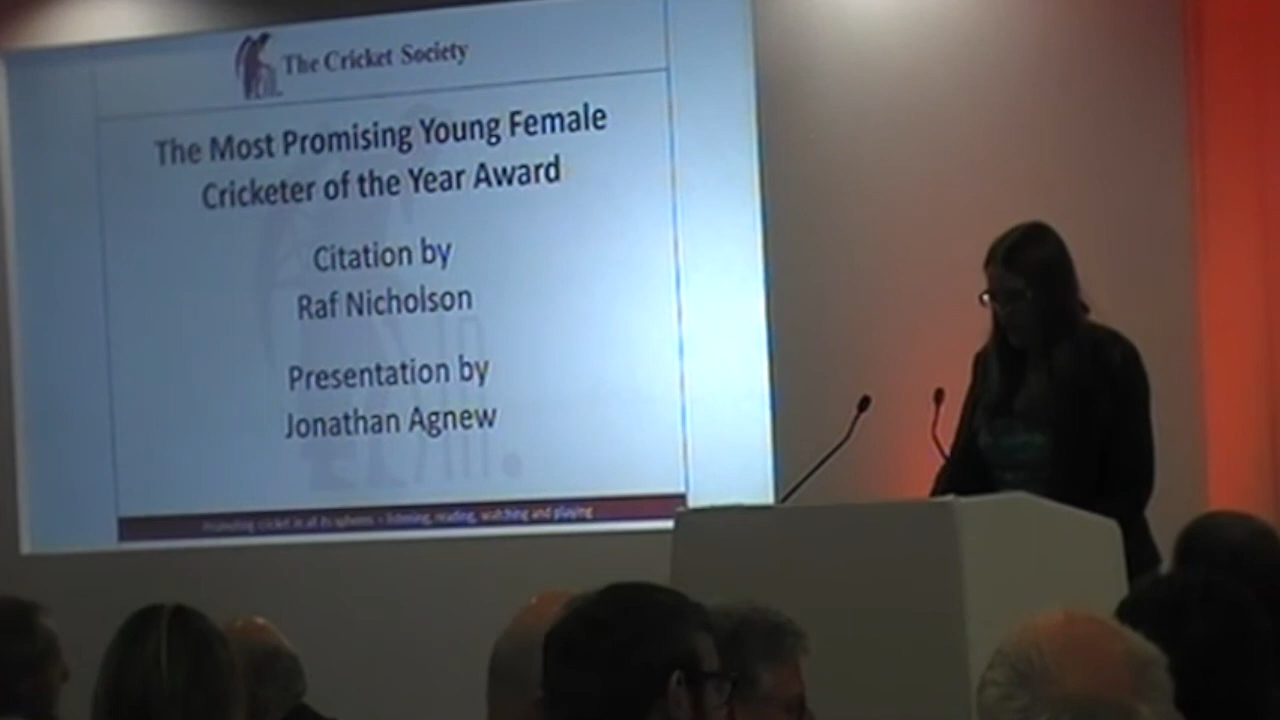 The Cricket Society
The Most Promising Young Female
Cricketer of the Year Award
Citation by
Raf Nicholson
Presentation by
Jonathan Agnew
Promoting cricket in all its spheres - listening, reading, watching and playing